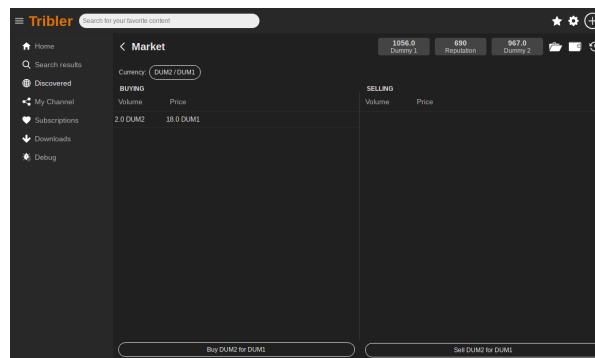 Tribler
Search for your favorite content
Home
Search results
Discovered
My Channel
Subscriptions
Downloads
Debug
Market
1056.0
Dummy 1
690
Reputation
967.0
Dummy 2
Currency:
DUM2 / DUM1
BUYING
SELLING
Volume Price
Volume Price
2.0 DUM2 18.0 DUM1
Buy DUM2 for DUM1
Sell DUM2 for DUM1